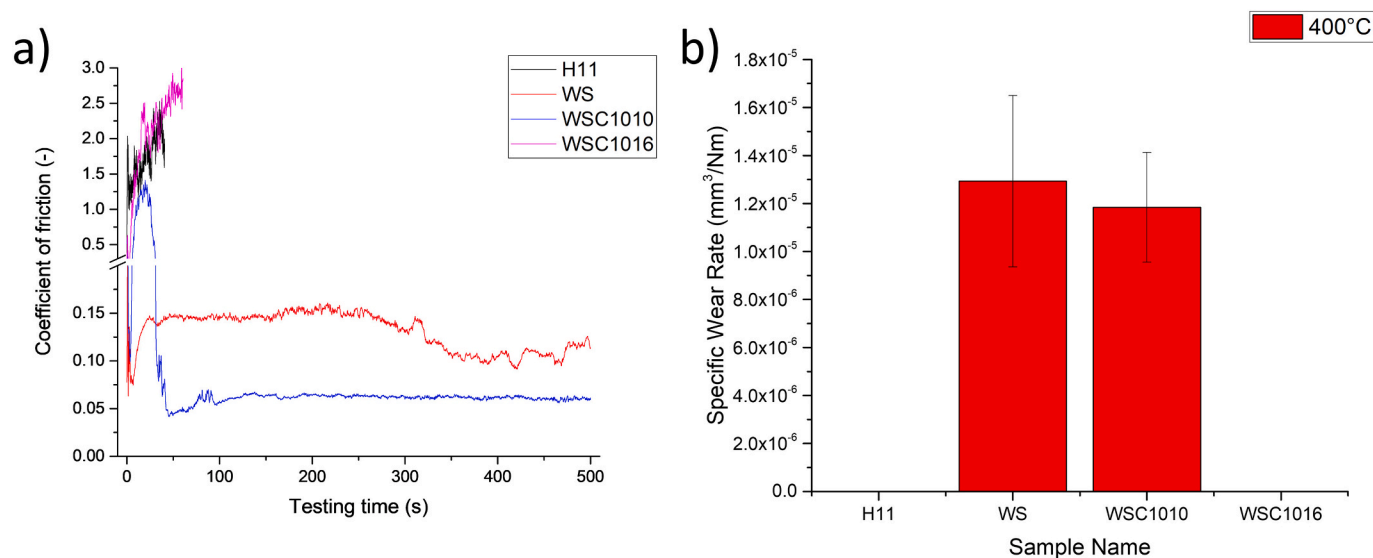 a)
3.0
2.5
2.0
1.5
1.0
0.5
0.15
0.10
0.05
0.00
Coefficient of friction (-)
0
100
200
300
400
500
Testing time (s)
H11
WS
WSC1010
WSC1016
b)
400°C
1.8x10⁻⁵
1.6x10⁻⁵
1.4x10⁻⁵
1.2x10⁻⁵
1.0x10⁻⁵
8.0x10⁻⁶
6.0x10⁻⁶
4.0x10⁻⁶
2.0x10⁻⁶
0.0
Specific Wear Rate (mm³/Nm)
H11
WS
WSC1010
WSC1016
Sample Name